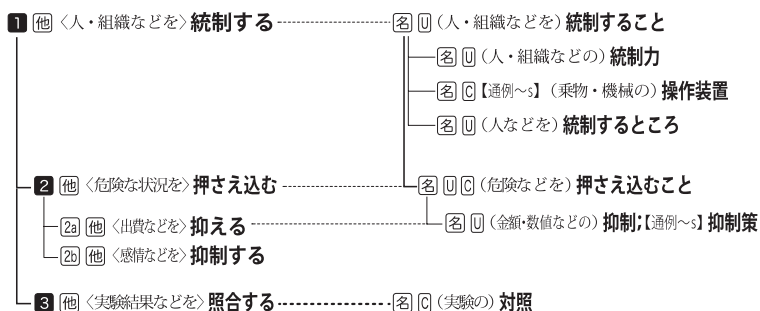 1 他 〈人・組織などを〉統制する 名 U (人・組織などを) 統制すること
名 U (人・組織などの) 統制力
名 C 【通例～s】 (乗物・機械の) 操作装置
名 U (人などを) 統制するところ
2 他 〈危険な状況を〉押さえ込む 名 U C (危険などを) 押さえ込むこと
2a 他 〈出費などを〉抑える 名 U (金額・数値などの) 抑制;【通例～s】抑制策
2b 他 〈感情などを〉抑制する
3 他 〈実験結果などを〉照合する 名 C (実験の) 対照